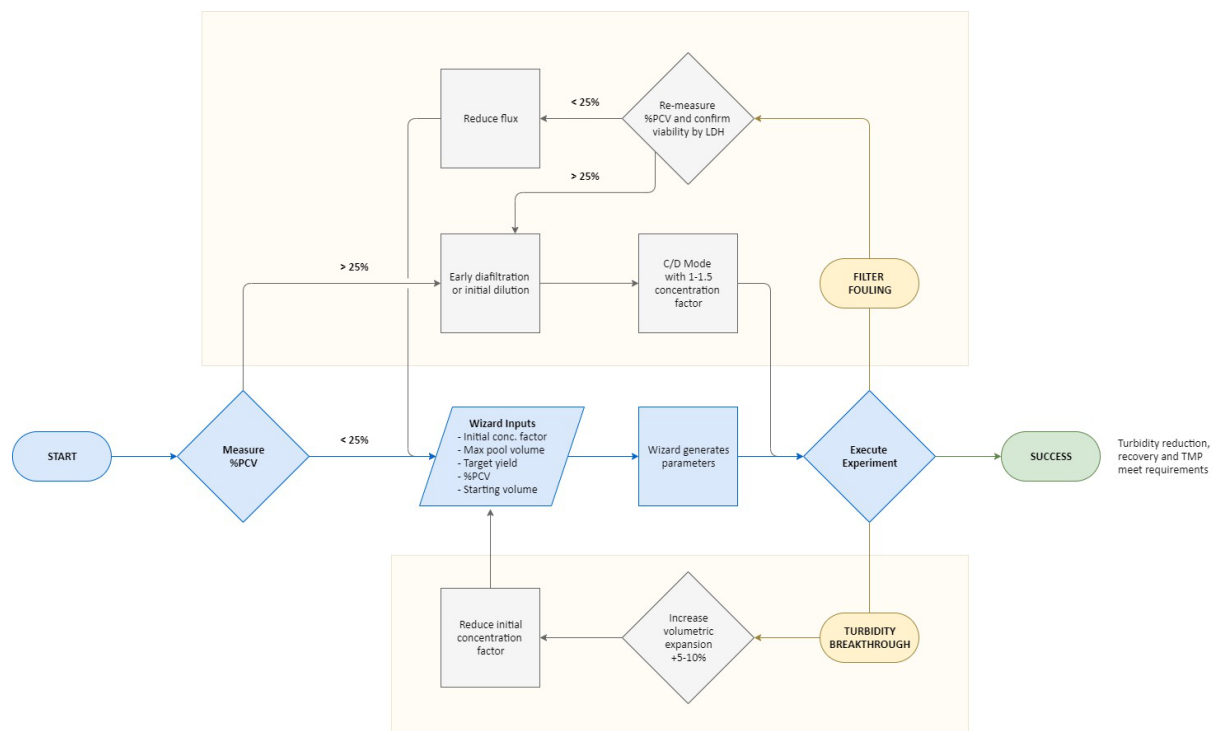 Reduce flux
< 25%
Re-measure
%PCV and confirm
viability by LDH
> 25%
> 25%
Early diafiltration
or initial dilution
C/D Mode
with 1-1.5
concentration
factor
FILTER
FOULING
START
Measure
%PCV
< 25%
Wizard Inputs
- Initial conc. factor
- Max pool volume
- Target yield
- %PCV
- Starting volume
Wizard generates
parameters
Execute
Experiment
SUCCESS
Turbidity reduction,
recovery and TMP
meet requirements
Reduce initial
concentration
factor
Increase
volumetric
expansion
+5-10%
TURBIDITY
BREAKTHROUGH